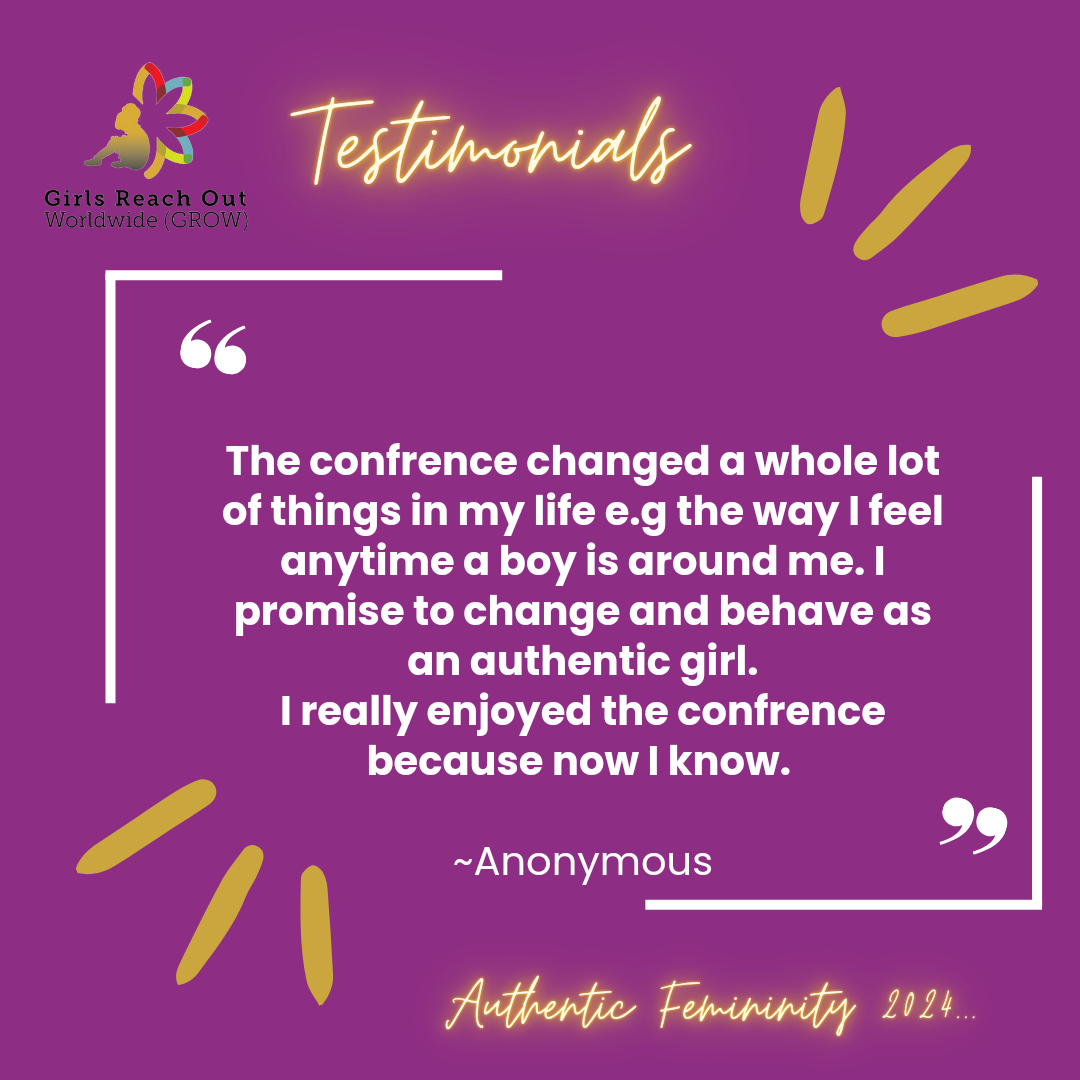 Testimonials
Girls Reach Out
Worldwide (GROW)
“
The confrence changed a whole lot
of things in my life e.g the way I feel
anytime a boy is around me. I
promise to change and behave as
an authentic girl.
I really enjoyed the confrence
because now I know.
”
~Anonymous
Authentic Femininity 2024...